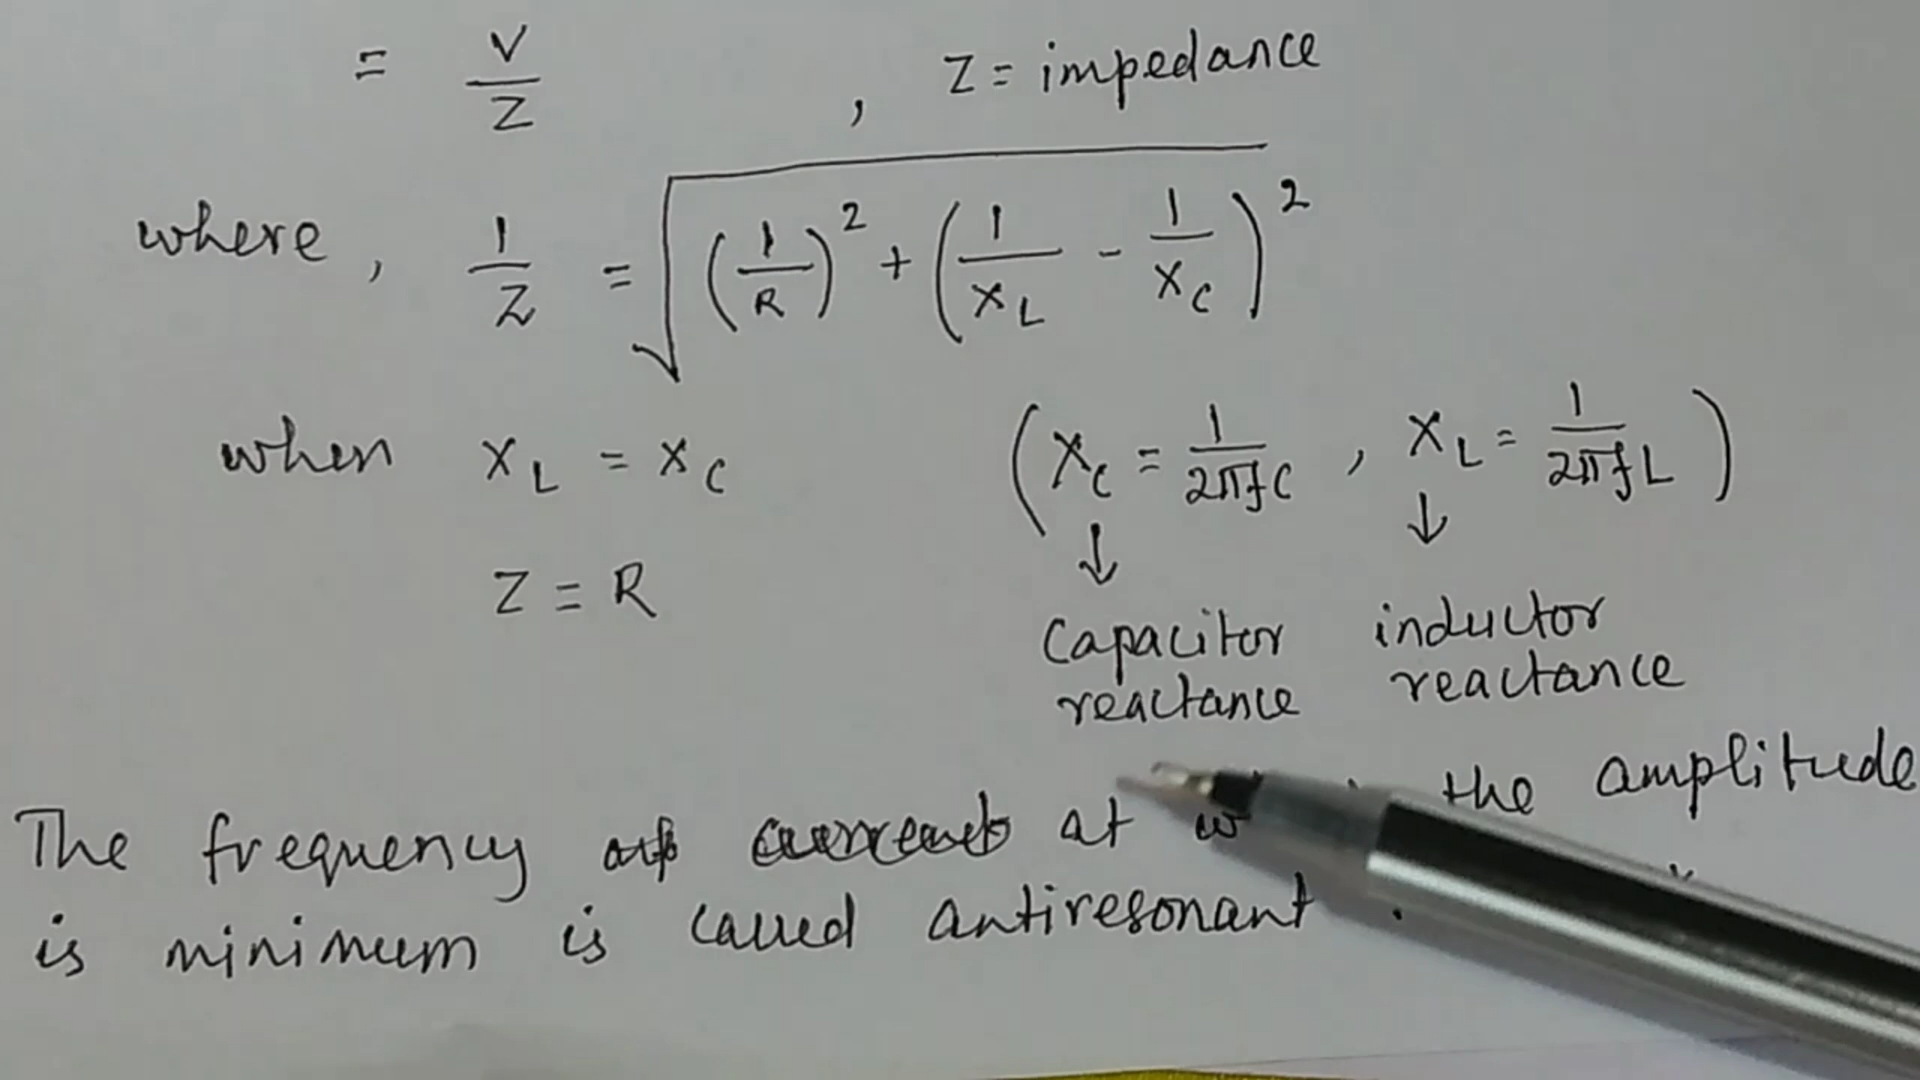 = V/Z , Z = impedance
where, 1/Z = √((1/R)² + (1/X_L - 1/X_C)²)
when X_L = X_C (X_C = 1/2πfC , X_L = 1/2πfL)
↓ ↓
Z = R
Capacitor inductor
reactance reactance
The frequency at the amplitude
is minimum is called antiresonant